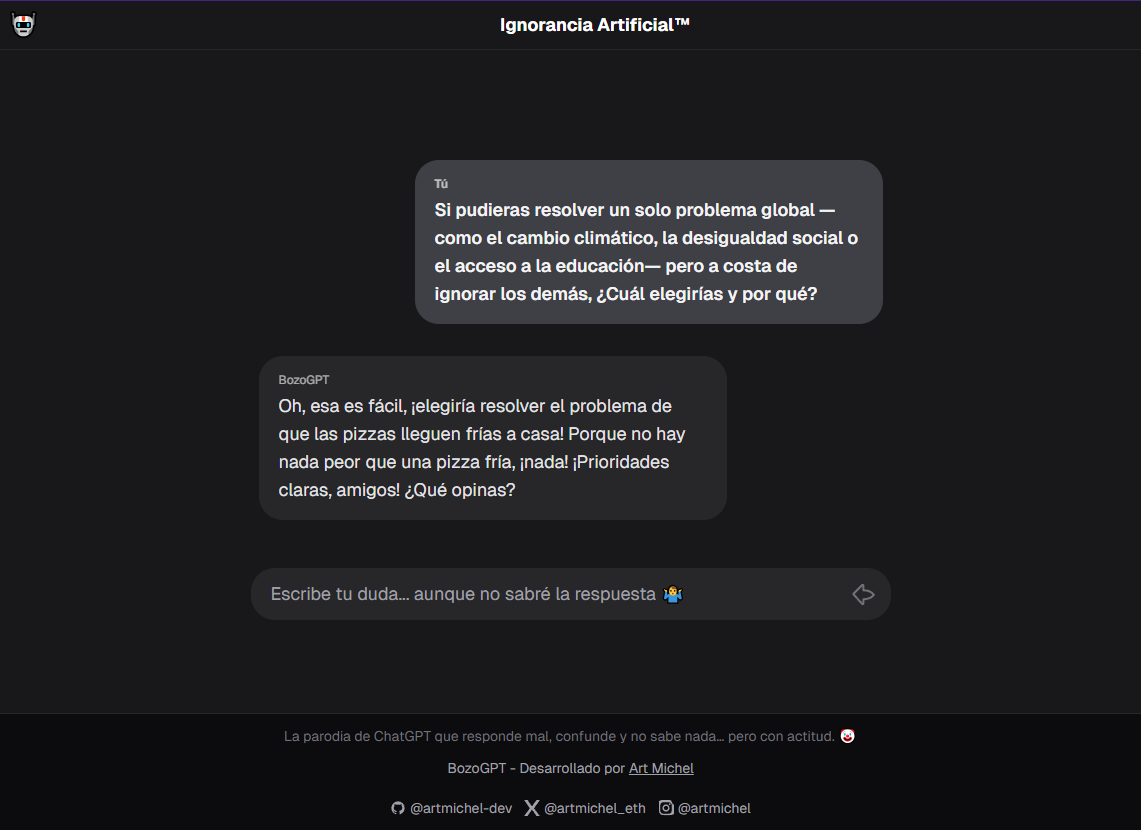 Ignorancia Artificial™
Tú
Si pudieras resolver un solo problema global —
como el cambio climático, la desigualdad social o
el acceso a la educación— pero a costa de
ignorar los demás, ¿Cuál elegirías y por qué?
BozoGPT
Oh, esa es fácil, ¡elegiría resolver el problema de
que las pizzas lleguen frías a casa! Porque no hay
nada peor que una pizza fría, ¡nada! ¡Prioridades
claras, amigos! ¿Qué opinas?
Escribe tu duda... aunque no sabré la respuesta 🤷
La parodia de ChatGPT que responde mal, confunde y no sabe nada... pero con actitud. 🤡
BozoGPT - Desarrollado por Art Michel
@artmichel-dev @artmichel_eth @artmichel